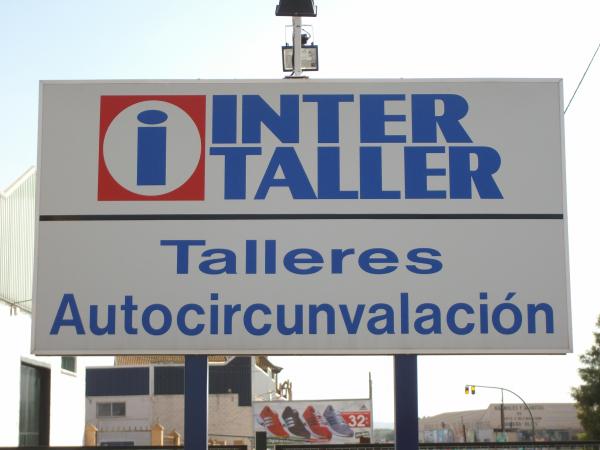 i INTER
TALLER
Talleres
Autocircunvalación
32